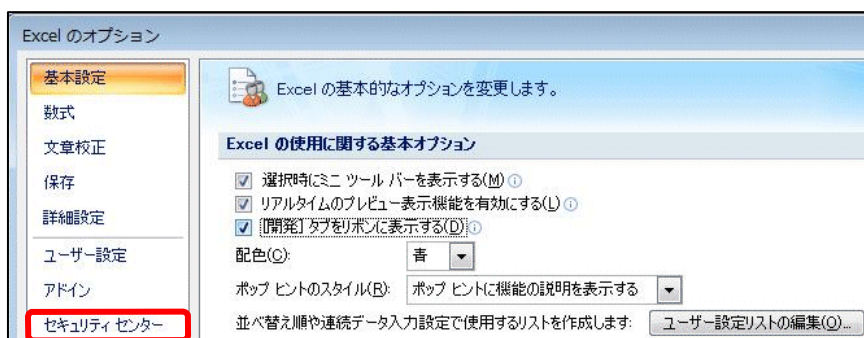 Excel のオプション
基本設定
数式
文章校正
保存
詳細設定
ユーザー設定
アドイン
セキュリティ センター
Excel の基本的なオプションを変更します。
Excel の使用に関する基本オプション
選択時にミニ ツール バーを表示する(M)
リアルタイムのプレビュー表示機能を有効にする(L)
[開発] タブをリボンに表示する(D)
配色(C): 青
ポップ ヒントのスタイル(R): ポップ ヒントに機能の説明を表示する
並べ替え順や連続データ入力設定で使用するリストを作成します: ユーザー設定リストの編集(O)...